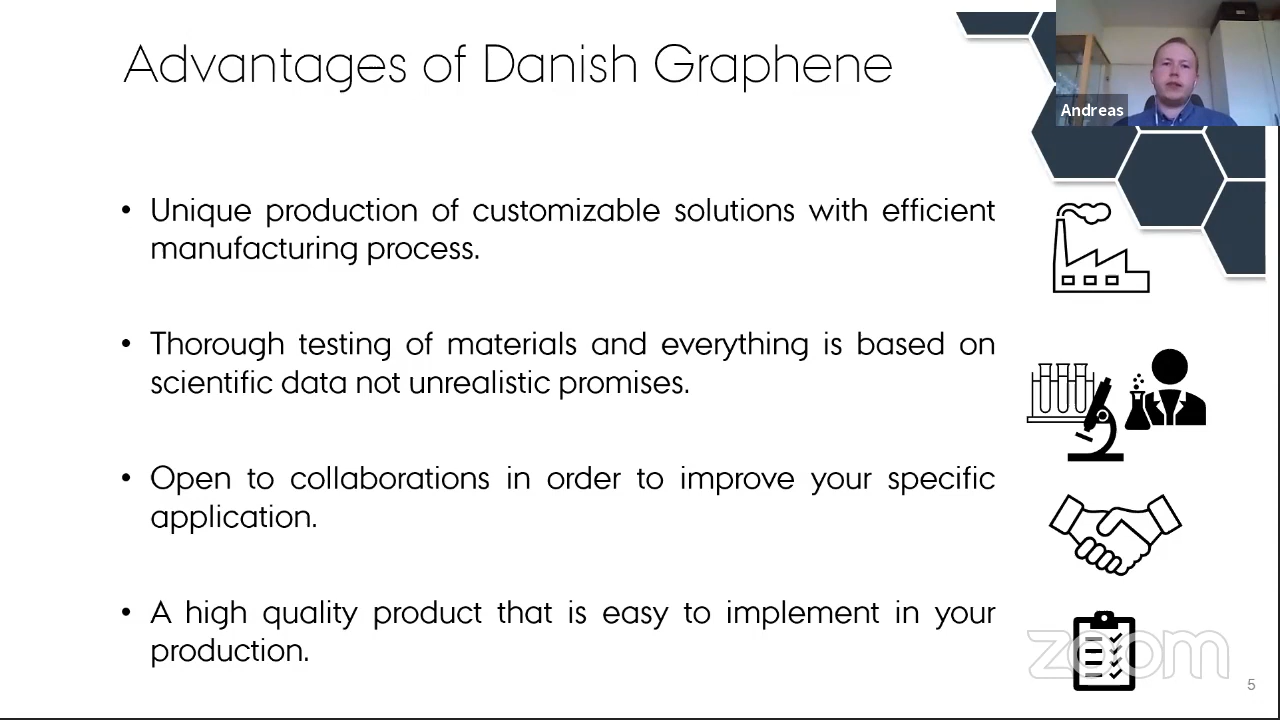 Advantages of Danish Graphene
Andreas
• Unique production of customizable solutions with efficient
manufacturing process.
• Thorough testing of materials and everything is based on
scientific data not unrealistic promises.
• Open to collaborations in order to improve your specific
application.
• A high quality product that is easy to implement in your
production.
zoom
5